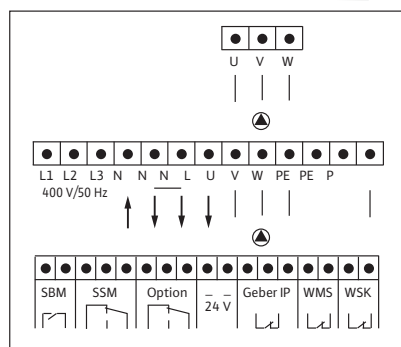 U V W
L1 L2 L3 N N N L U V W PE PE P
400 V/50 Hz
SBM SSM Option 24 V Geber IP WMS WSK